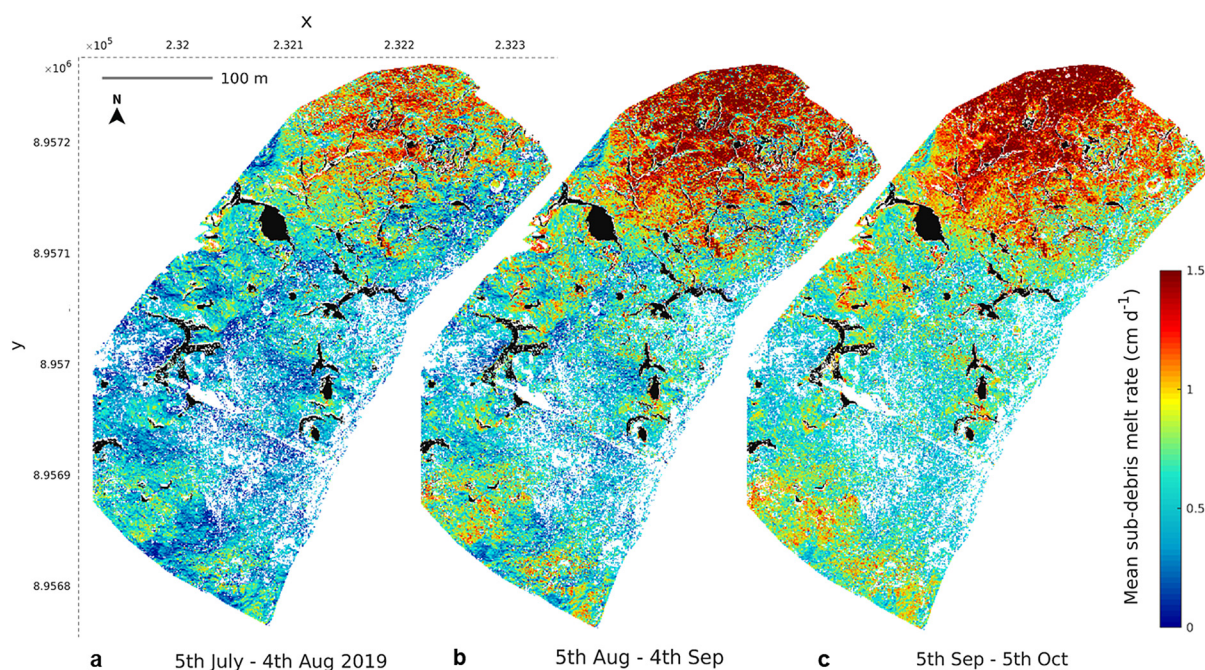 x
×10⁵ 2.32 2.321 2.322 2.323
×10⁶
100 m
N
8.9572
8.9571
y
8.957
8.9569
8.9568
1.5
1
0.5
0
Mean sub-debris melt rate (cm d⁻¹)
a 5th July - 4th Aug 2019 b 5th Aug - 4th Sep c 5th Sep - 5th Oct